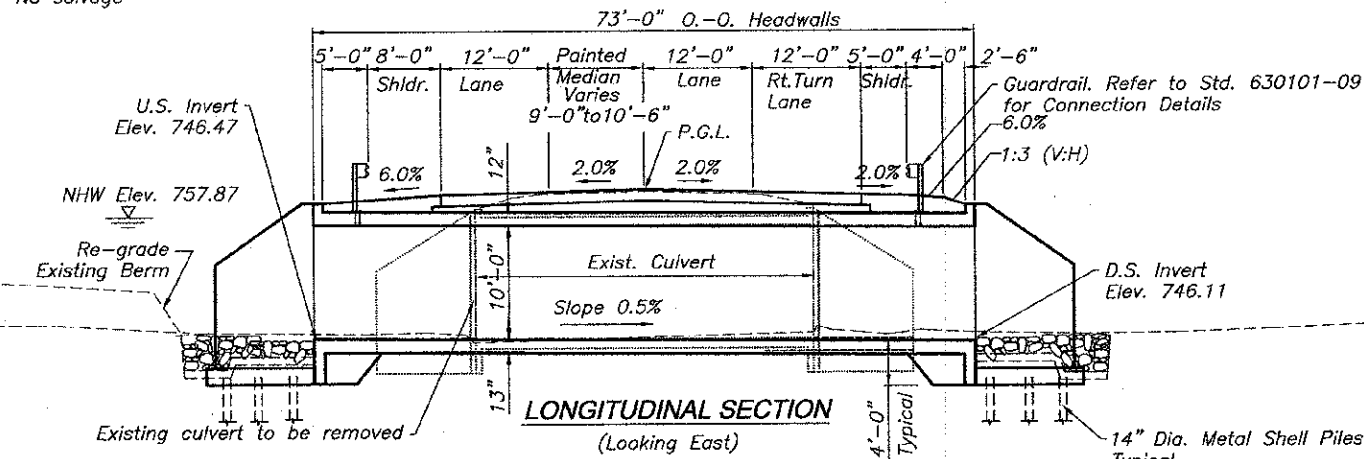 No Salvage
73'-0" O.-O. Headwalls
5'-0" 8'-0" 12'-0" Painted 12'-0" 12'-0" 5'-0" 4'-0" 2'-6"
Shldr. Lane Median Lane Rt.Turn Shldr.
Varies Lane
9'-0"to10'-6"
Guardrail. Refer to Std. 630101-09
for Connection Details
U.S. Invert
Elev. 746.47
P.G.L.
6.0%
1:3 (V:H)
6.0% 12" 2.0% 2.0% 2.0%
NHW Elev. 757.87
Re-grade
Existing Berm
Exist. Culvert
10'-0"
D.S. Invert
Elev. 746.11
Slope 0.5%
13"
LONGITUDINAL SECTION
(Looking East)
4'-0"
Typical
Existing culvert to be removed
14" Dia. Metal Shell Piles
Typical